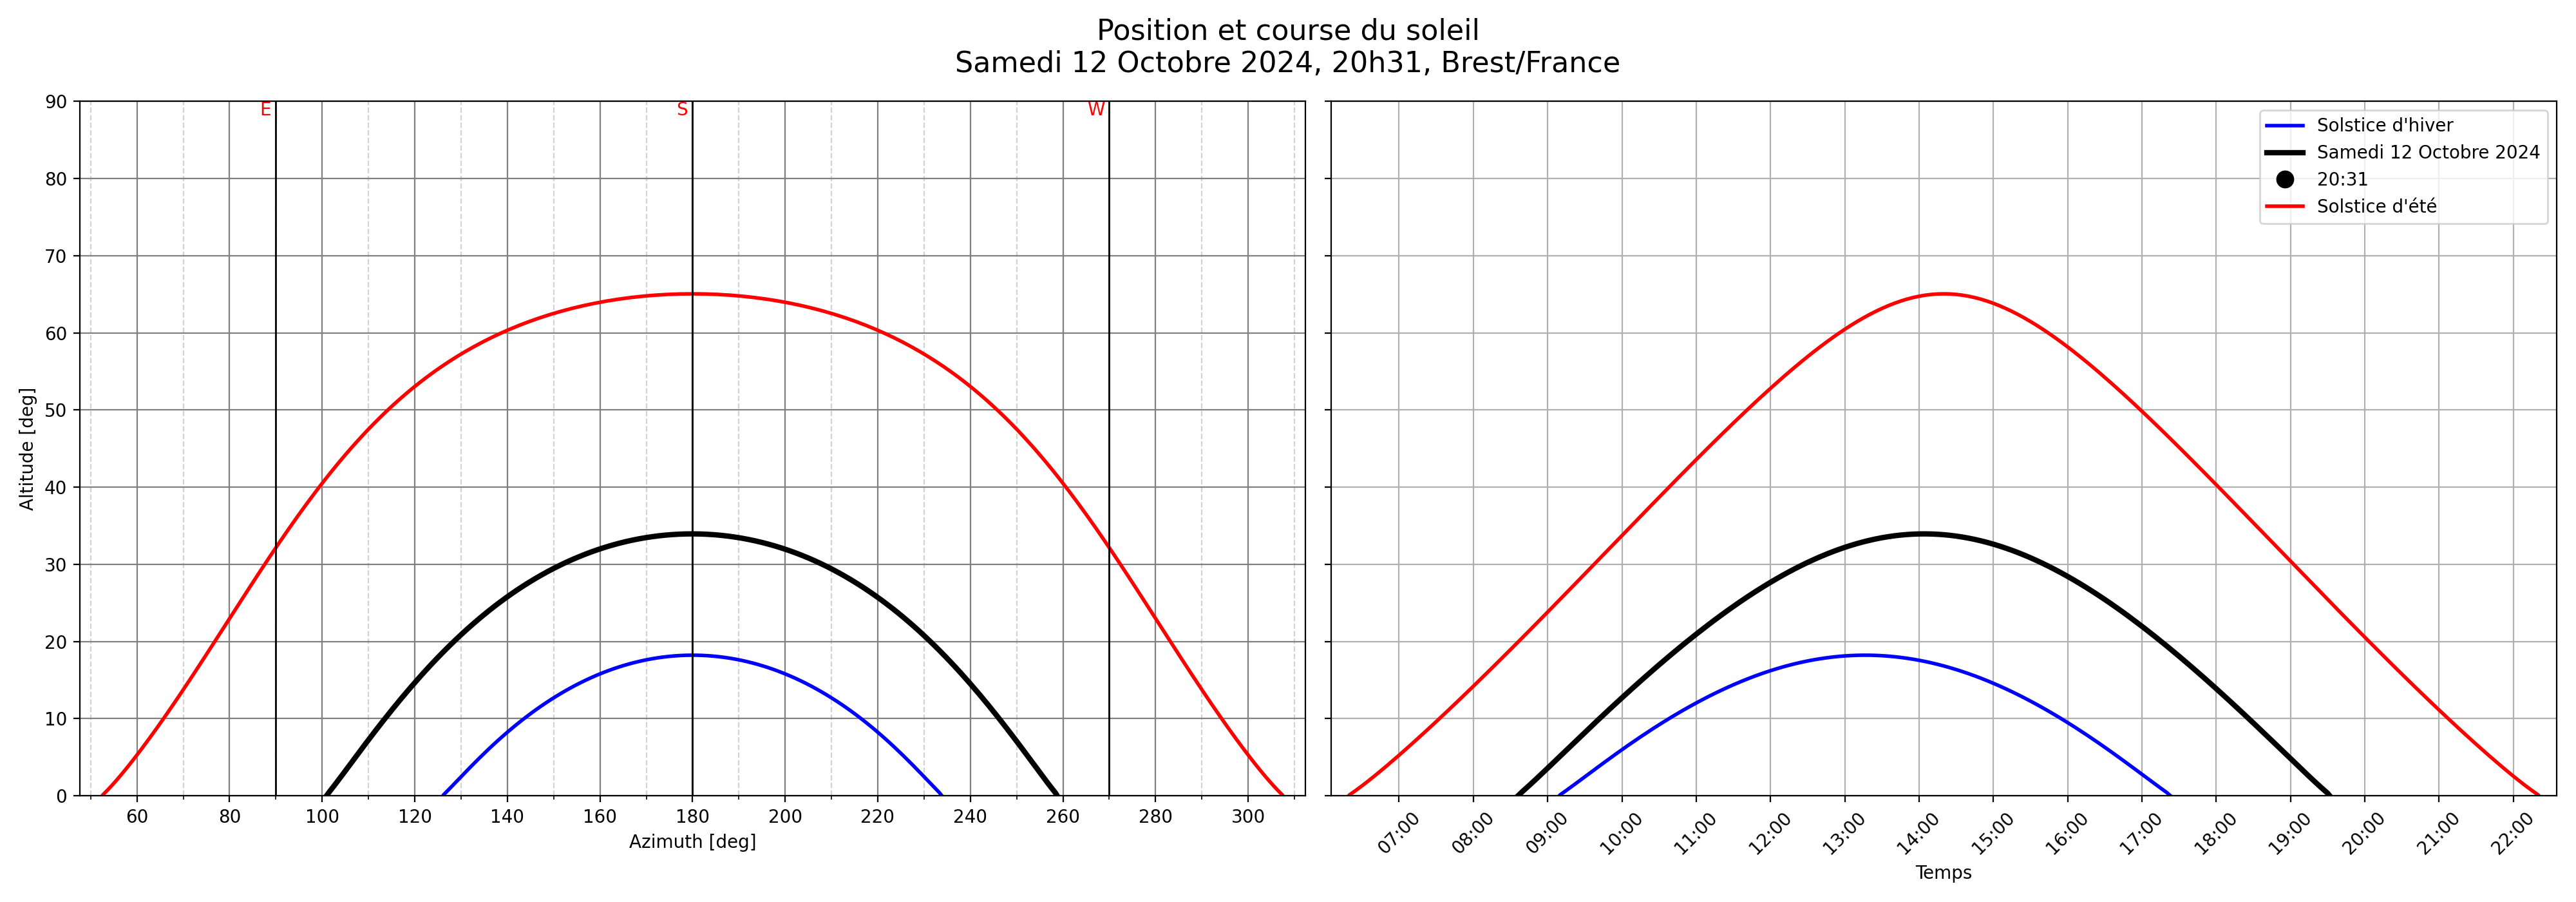 Position et course du soleil
Samedi 12 Octobre 2024, 20h31, Brest/France
E
S
W
90
80
70
60
50
40
30
20
10
0
Altitude [deg]
60 80 100 120 140 160 180 200 220 240 260 280 300
Azimuth [deg]
Solstice d'hiver
Samedi 12 Octobre 2024
20:31
Solstice d'été
07:00 08:00 09:00 10:00 11:00 12:00 13:00 14:00 15:00 16:00 17:00 18:00 19:00 20:00 21:00 22:00
Temps